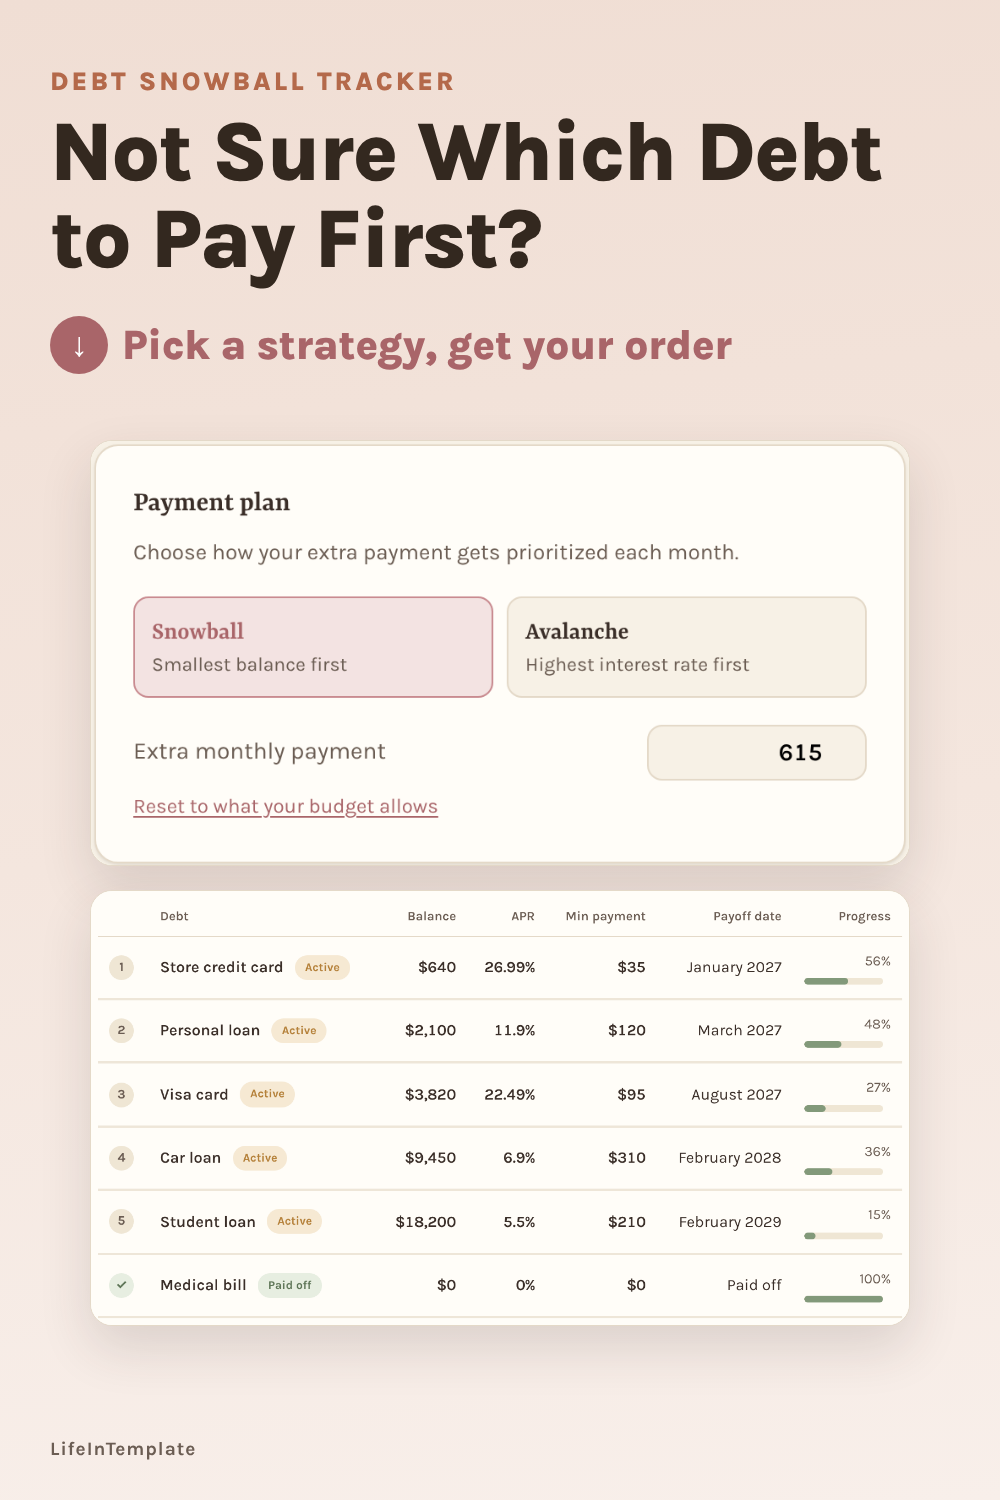 DEBT SNOWBALL TRACKER
Not Sure Which Debt
to Pay First?
↓ Pick a strategy, get your order
Payment plan
Choose how your extra payment gets prioritized each month.
Snowball
Smallest balance first
Avalanche
Highest interest rate first
Extra monthly payment 615
Reset to what your budget allows
Debt Balance APR Min payment Payoff date Progress
1 Store credit card Active $640 26.99% $35 January 2027 56%
2 Personal loan Active $2,100 11.9% $120 March 2027 48%
3 Visa card Active $3,820 22.49% $95 August 2027 27%
4 Car loan Active $9,450 6.9% $310 February 2028 36%
5 Student loan Active $18,200 5.5% $210 February 2029 15%
✓ Medical bill Paid off $0 0% $0 Paid off 100%
LifeInTemplate